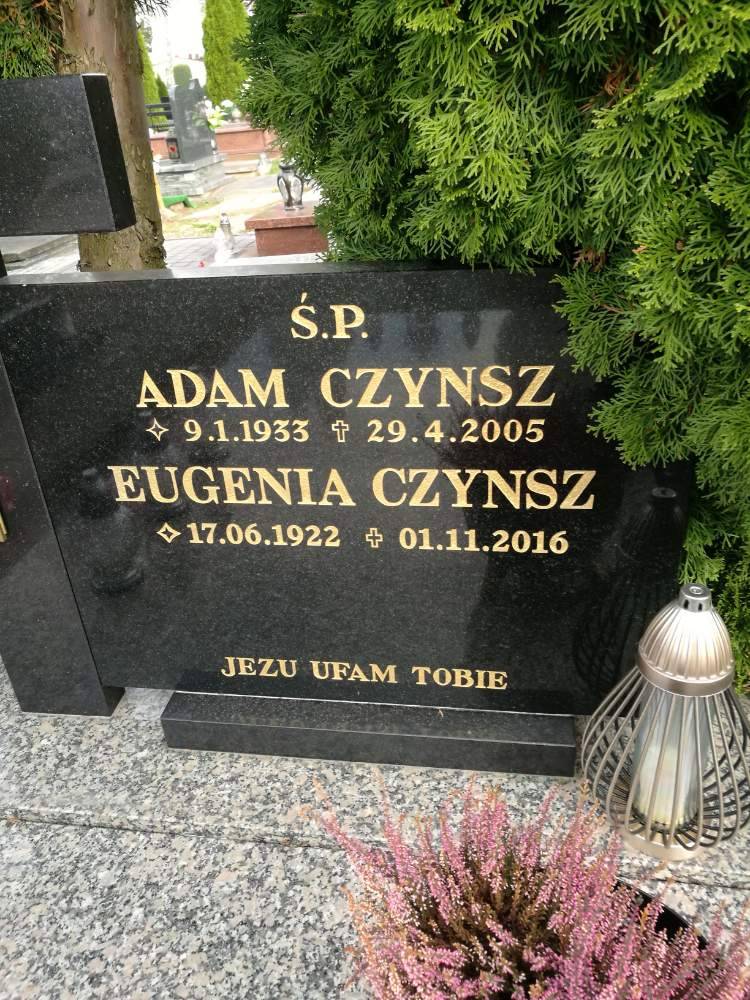 Ś.P.
ADAM CZYNSZ
✧ 9.1.1933 ✝ 29.4.2005
EUGENIA CZYNSZ
✧ 17.06.1922 ✝ 01.11.2016
JEZU UFAM TOBIE